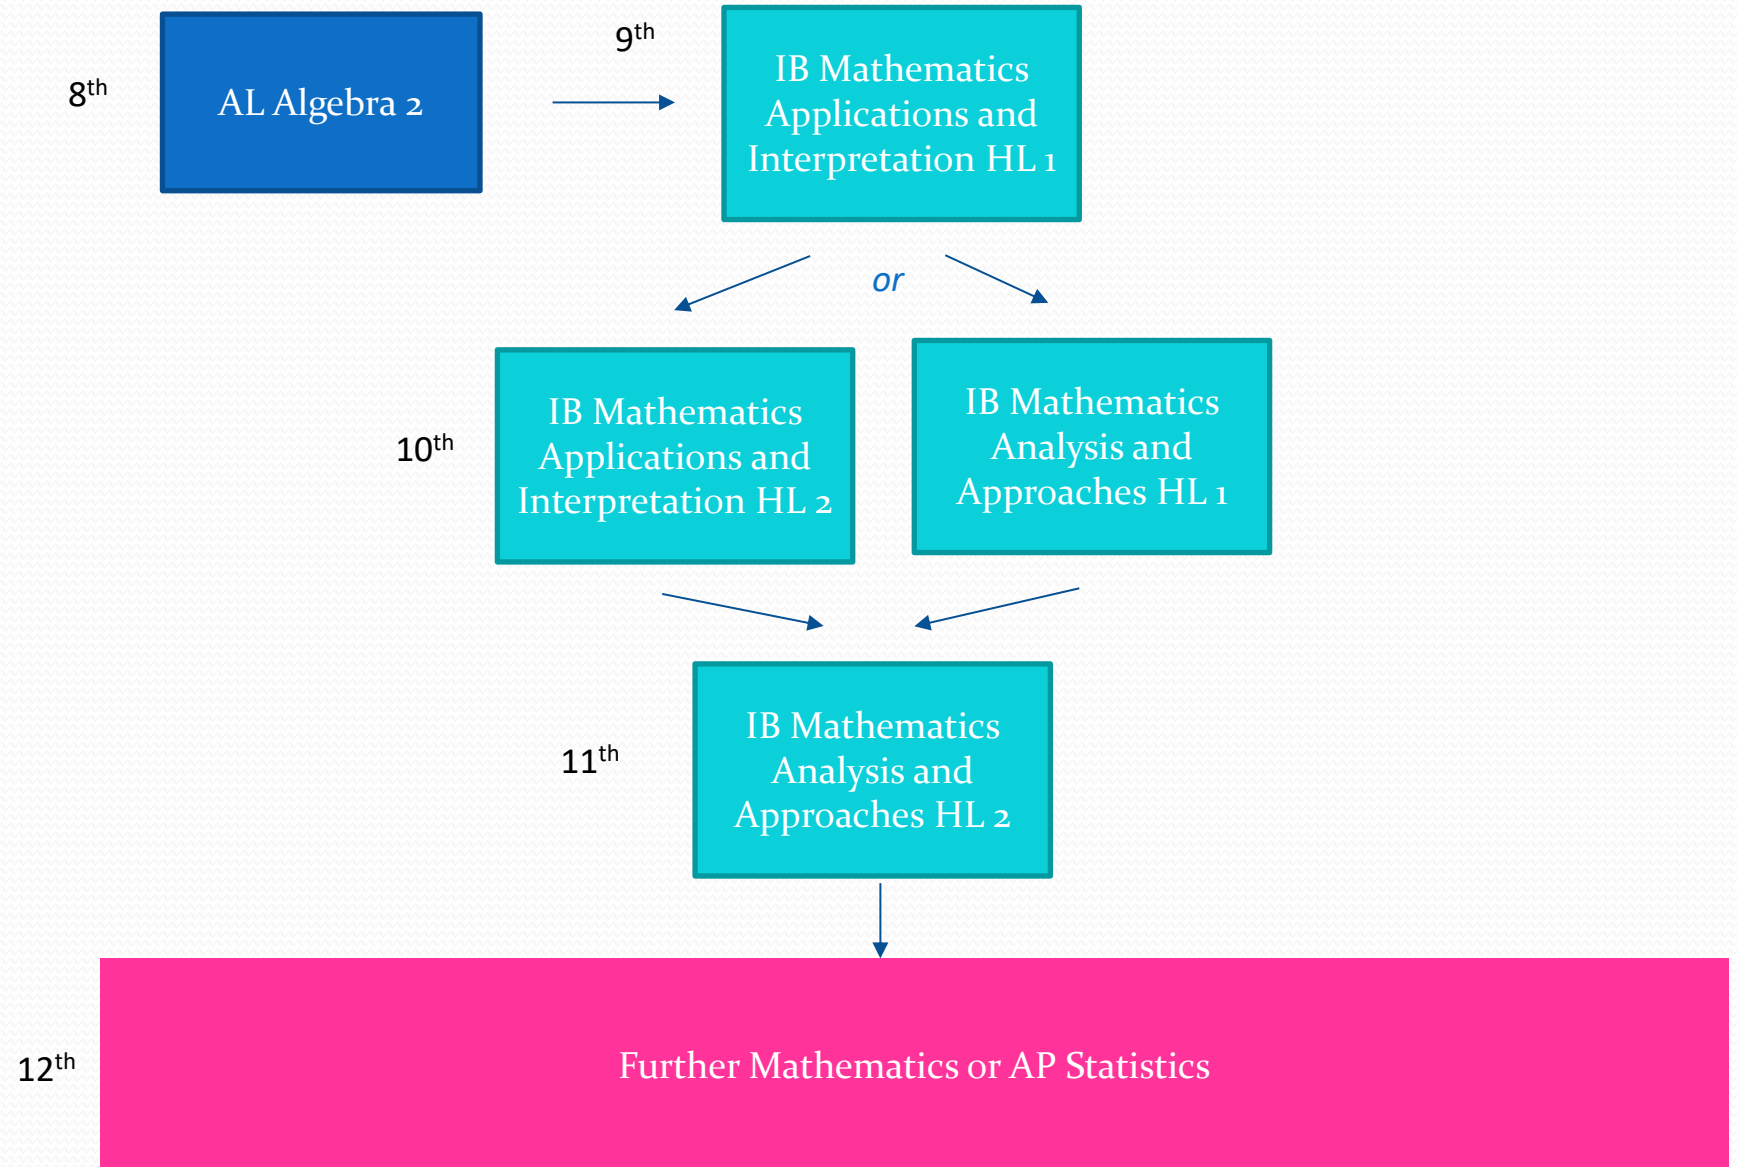 8th
AL Algebra 2
9th
IB Mathematics
Applications and
Interpretation HL 1
or
10th
IB Mathematics
Applications and
Interpretation HL 2
IB Mathematics
Analysis and
Approaches HL 1
11th
IB Mathematics
Analysis and
Approaches HL 2
12th
Further Mathematics or AP Statistics